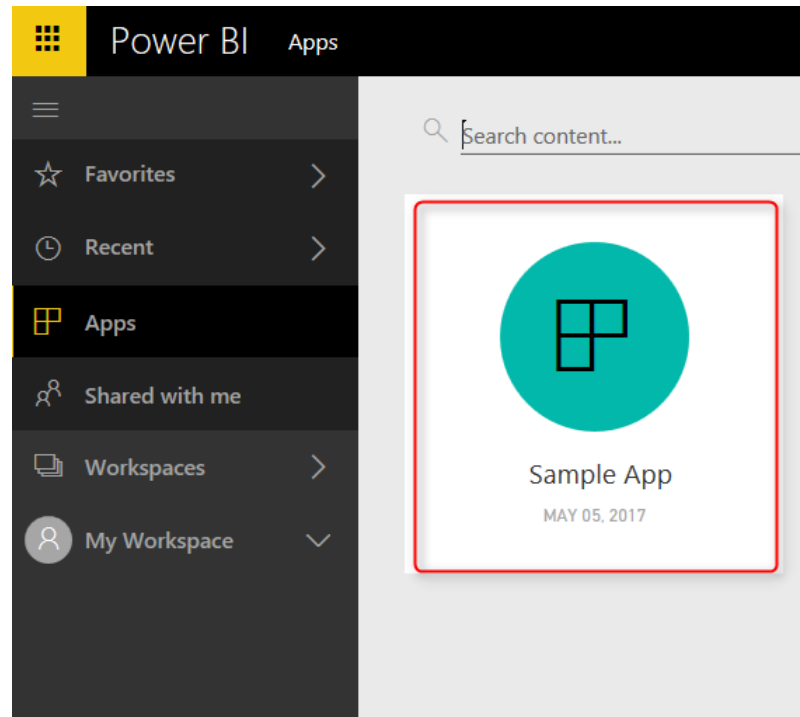 Power BI Apps
Search content...
Favorites
Recent
Apps
Shared with me
Workspaces
My Workspace
Sample App
MAY 05, 2017